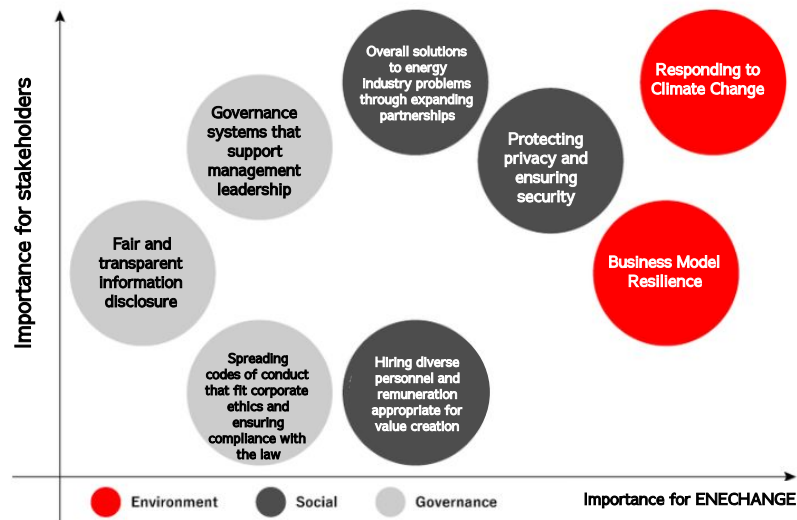 Importance for stakeholders
Overall solutions
to energy
industry problems
through expanding
partnerships
Responding to
Climate Change
Governance
systems that
support
management
leadership
Protecting
privacy and
ensuring
security
Fair and
transparent
information
disclosure
Business Model
Resilience
Spreading
codes of conduct
that fit corporate
ethics and
ensuring
compliance with
the law
Hiring diverse
personnel and
remuneration
appropriate for
value creation
Environment
Social
Governance
Importance for ENECHANGE